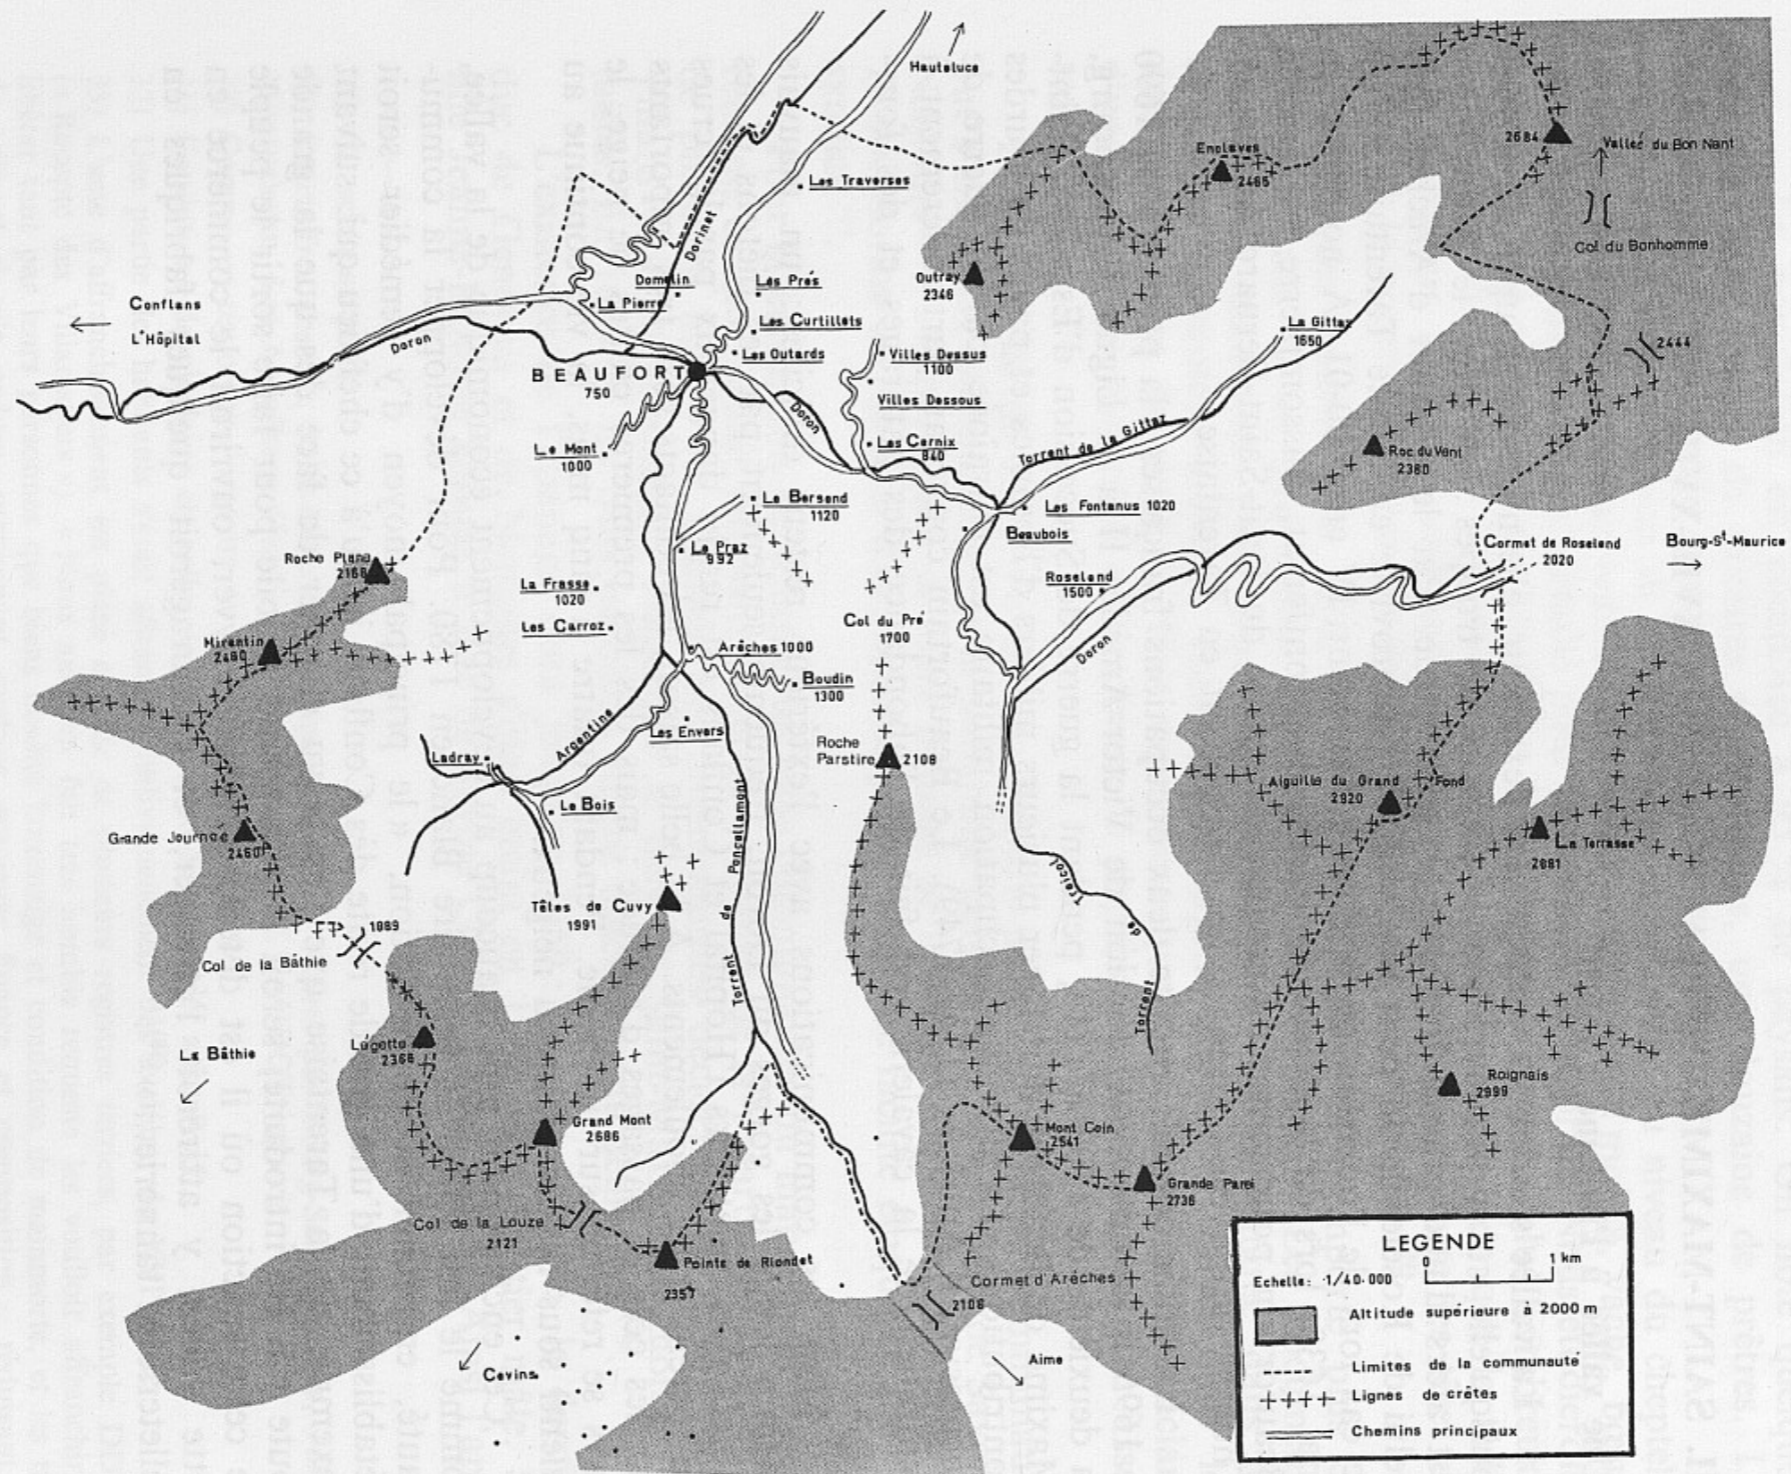 Hauteluce
2684
Vallée du Bon Nant
Enclaves
2465
Les Traverses
Dorinet
Col du Bonhomme
Outray
2346
Domelin
Les Prés
La Pierre
Conflans
L'Hôpital
Les Curtillets
La Gittaz
1650
Doron
Les Outards
Villes Dessus
1100
2444
BEAUFORT
750
Villes Dessous
Doron
Le Mont
1000
Les Cernix
840
Torrent de la Gittaz
Roc du Vent
2380
Le Bersend
1120
Les Fontanus 1020
Beaubois
Le Praz
992
Cormet de Roselend
2020
Bourg-St-Maurice
Roche Plane
2166
La Frasse
1020
Roselend
1500
Les Carroz
Col du Pré
1700
Mirantin
2460
Arêches 1000
Doron
Boudin
1300
Argentine
Les Envers
Roche
Parstire
2108
Ladray
Aiguille du Grand Fond
2920
Le Bois
Grande Journée
2460
La Terrasse
2881
Torrent de Poncellamont
Torrent de Treicol
Têtes de Cuvy
1991
1889
Col de la Bâthie
Légette
2366
La Bâthie
Roignais
2999
Grand Mont
2686
Mont Coin
2541
Grande Parei
2736
Col de la Louze
2121
Pointe de Riondet
2357
Cormet d'Arêches
2106
Cevins
Aime
LEGENDE
Echelle: 1/40.000
0 1 km
Altitude supérieure à 2000 m
Limites de la communauté
Lignes de crêtes
Chemins principaux